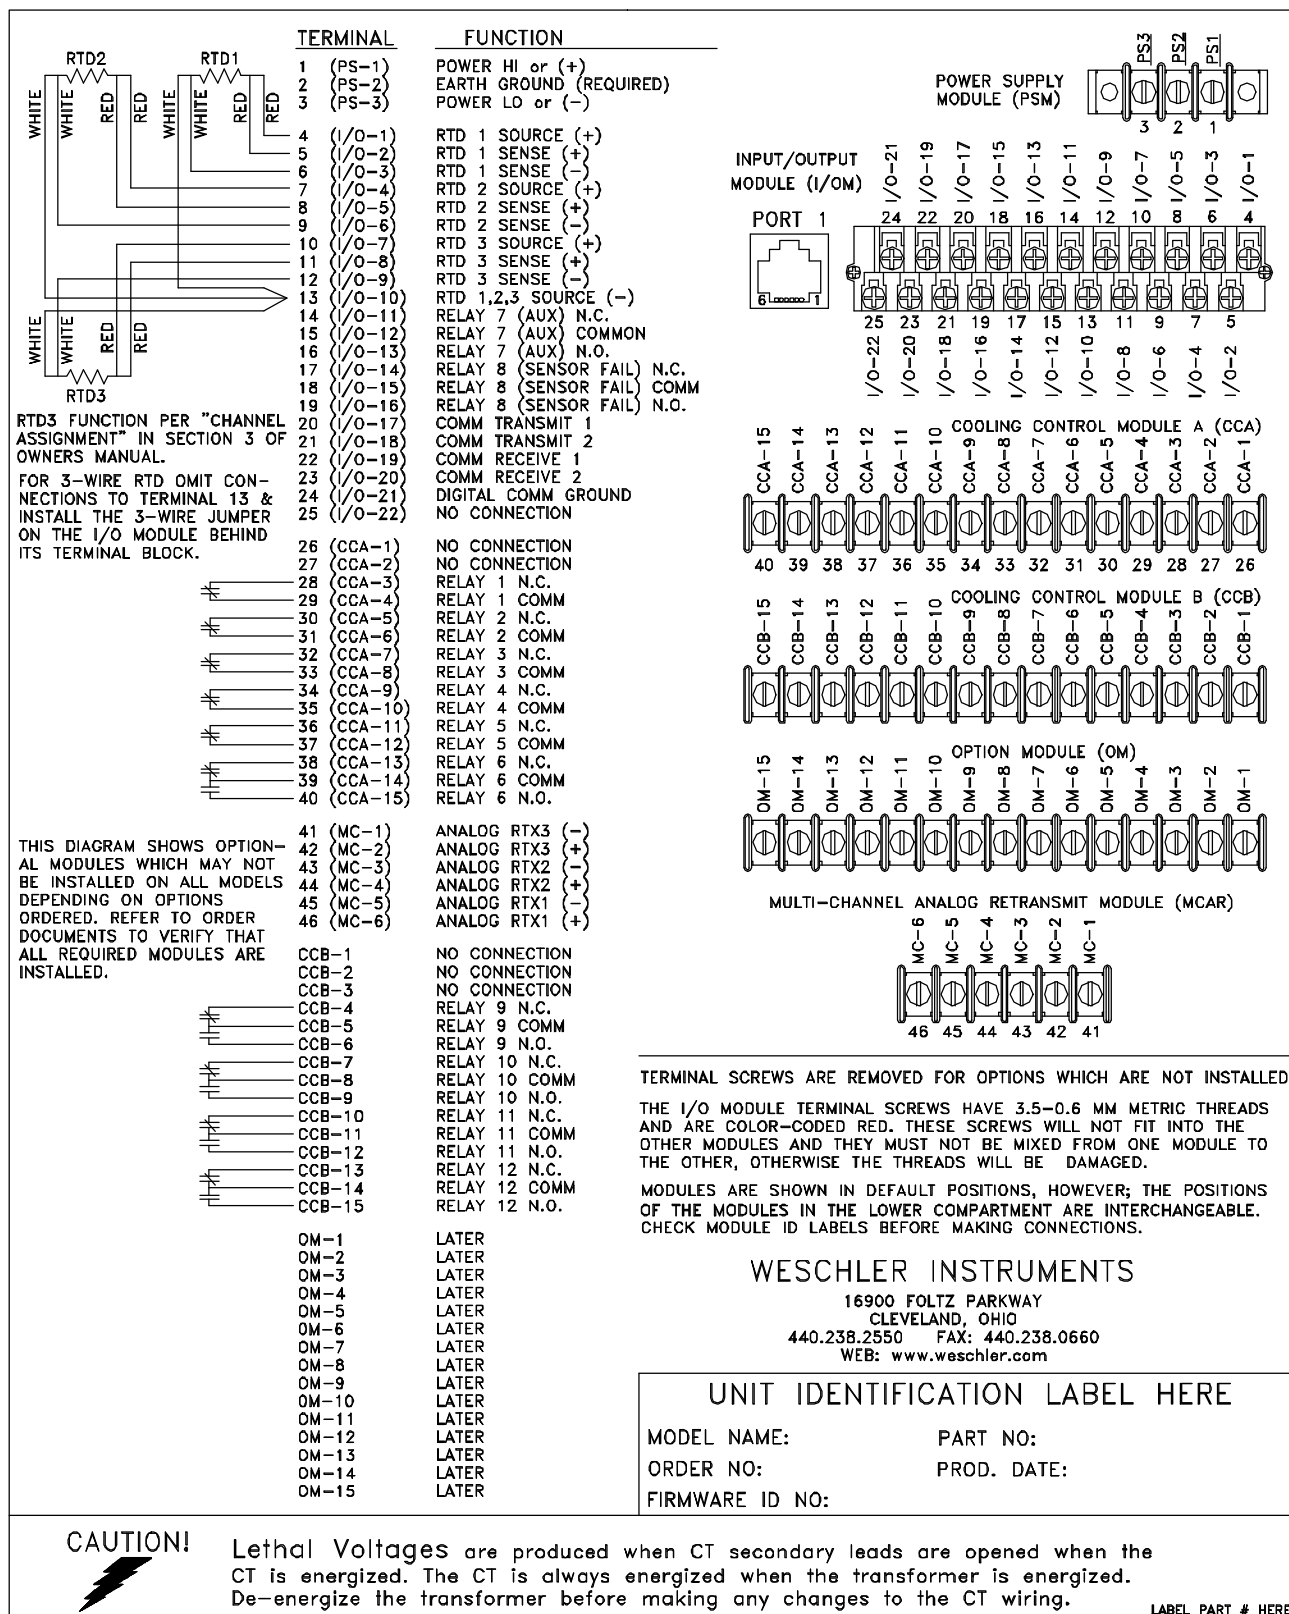 TERMINAL FUNCTION
1 (PS-1) POWER HI or (+)
2 (PS-2) EARTH GROUND (REQUIRED)
3 (PS-3) POWER LO or (-)
4 (I/O-1) RTD 1 SOURCE (+)
5 (I/O-2) RTD 1 SENSE (+)
6 (I/O-3) RTD 1 SENSE (-)
7 (I/O-4) RTD 2 SOURCE (+)
8 (I/O-5) RTD 2 SENSE (+)
9 (I/O-6) RTD 2 SENSE (-)
10 (I/O-7) RTD 3 SOURCE (+)
11 (I/O-8) RTD 3 SENSE (+)
12 (I/O-9) RTD 3 SENSE (-)
13 (I/O-10) RTD 1,2,3 SOURCE (-)
14 (I/O-11) RELAY 7 (AUX) N.C.
15 (I/O-12) RELAY 7 (AUX) COMMON
16 (I/O-13) RELAY 7 (AUX) N.O.
17 (I/O-14) RELAY 8 (SENSOR FAIL) N.C.
18 (I/O-15) RELAY 8 (SENSOR FAIL) COMM
19 (I/O-16) RELAY 8 (SENSOR FAIL) N.O.
20 (I/O-17) COMM TRANSMIT 1
21 (I/O-18) COMM TRANSMIT 2
22 (I/O-19) COMM RECEIVE 1
23 (I/O-20) COMM RECEIVE 2
24 (I/O-21) DIGITAL COMM GROUND
25 (I/O-22) NO CONNECTION
26 (CCA-1) NO CONNECTION
27 (CCA-2) NO CONNECTION
28 (CCA-3) RELAY 1 N.C.
29 (CCA-4) RELAY 1 COMM
30 (CCA-5) RELAY 2 N.C.
31 (CCA-6) RELAY 2 COMM
32 (CCA-7) RELAY 3 N.C.
33 (CCA-8) RELAY 3 COMM
34 (CCA-9) RELAY 4 N.C.
35 (CCA-10) RELAY 4 COMM
36 (CCA-11) RELAY 5 N.C.
37 (CCA-12) RELAY 5 COMM
38 (CCA-13) RELAY 6 N.C.
39 (CCA-14) RELAY 6 COMM
40 (CCA-15) RELAY 6 N.O.
41 (MC-1) ANALOG RTX3 (-)
42 (MC-2) ANALOG RTX3 (+)
43 (MC-3) ANALOG RTX2 (-)
44 (MC-4) ANALOG RTX2 (+)
45 (MC-5) ANALOG RTX1 (-)
46 (MC-6) ANALOG RTX1 (+)
CCB-1 NO CONNECTION
CCB-2 NO CONNECTION
CCB-3 NO CONNECTION
CCB-4 RELAY 9 N.C.
CCB-5 RELAY 9 COMM
CCB-6 RELAY 9 N.O.
CCB-7 RELAY 10 N.C.
CCB-8 RELAY 10 COMM
CCB-9 RELAY 10 N.O.
CCB-10 RELAY 11 N.C.
CCB-11 RELAY 11 COMM
CCB-12 RELAY 11 N.O.
CCB-13 RELAY 12 N.C.
CCB-14 RELAY 12 COMM
CCB-15 RELAY 12 N.O.
OM-1 LATER
OM-2 LATER
OM-3 LATER
OM-4 LATER
OM-5 LATER
OM-6 LATER
OM-7 LATER
OM-8 LATER
OM-9 LATER
OM-10 LATER
OM-11 LATER
OM-12 LATER
OM-13 LATER
OM-14 LATER
OM-15 LATER
RTD2 RTD1
WHITE WHITE RED RED WHITE WHITE RED RED
WHITE WHITE RED RED
RTD3
RTD3 FUNCTION PER "CHANNEL
ASSIGNMENT" IN SECTION 3 OF
OWNERS MANUAL.
FOR 3-WIRE RTD OMIT CON-
NECTIONS TO TERMINAL 13 &
INSTALL THE 3-WIRE JUMPER
ON THE I/O MODULE BEHIND
ITS TERMINAL BLOCK.
THIS DIAGRAM SHOWS OPTION-
AL MODULES WHICH MAY NOT
BE INSTALLED ON ALL MODELS
DEPENDING ON OPTIONS
ORDERED. REFER TO ORDER
DOCUMENTS TO VERIFY THAT
ALL REQUIRED MODULES ARE
INSTALLED.
POWER SUPPLY
MODULE (PSM)
PS3 PS2 PS1
3 2 1
INPUT/OUTPUT
MODULE (I/OM)
I/O-21 I/O-19 I/O-17 I/O-15 I/O-13 I/O-11 I/O-9 I/O-7 I/O-5 I/O-3 I/O-1
PORT 1
24 22 20 18 16 14 12 10 8 6 4
6 1
25 23 21 19 17 15 13 11 9 7 5
I/O-22 I/O-20 I/O-18 I/O-16 I/O-14 I/O-12 I/O-10 I/O-8 I/O-6 I/O-4 I/O-2
COOLING CONTROL MODULE A (CCA)
CCA-15 CCA-14 CCA-13 CCA-12 CCA-11 CCA-10 CCA-9 CCA-8 CCA-7 CCA-6 CCA-5 CCA-4 CCA-3 CCA-2 CCA-1
40 39 38 37 36 35 34 33 32 31 30 29 28 27 26
COOLING CONTROL MODULE B (CCB)
CCB-15 CCB-14 CCB-13 CCB-12 CCB-11 CCB-10 CCB-9 CCB-8 CCB-7 CCB-6 CCB-5 CCB-4 CCB-3 CCB-2 CCB-1
OPTION MODULE (OM)
OM-15 OM-14 OM-13 OM-12 OM-11 OM-10 OM-9 OM-8 OM-7 OM-6 OM-5 OM-4 OM-3 OM-2 OM-1
MULTI-CHANNEL ANALOG RETRANSMIT MODULE (MCAR)
MC-6 MC-5 MC-4 MC-3 MC-2 MC-1
46 45 44 43 42 41
TERMINAL SCREWS ARE REMOVED FOR OPTIONS WHICH ARE NOT INSTALLED
THE I/O MODULE TERMINAL SCREWS HAVE 3.5-0.6 MM METRIC THREADS
AND ARE COLOR-CODED RED. THESE SCREWS WILL NOT FIT INTO THE
OTHER MODULES AND THEY MUST NOT BE MIXED FROM ONE MODULE TO
THE OTHER, OTHERWISE THE THREADS WILL BE DAMAGED.
MODULES ARE SHOWN IN DEFAULT POSITIONS, HOWEVER; THE POSITIONS
OF THE MODULES IN THE LOWER COMPARTMENT ARE INTERCHANGEABLE.
CHECK MODULE ID LABELS BEFORE MAKING CONNECTIONS.
WESCHLER INSTRUMENTS
16900 FOLTZ PARKWAY
CLEVELAND, OHIO
440.238.2550 FAX: 440.238.0660
WEB: www.weschler.com
UNIT IDENTIFICATION LABEL HERE
MODEL NAME: PART NO:
ORDER NO: PROD. DATE:
FIRMWARE ID NO:
CAUTION!
Lethal Voltages are produced when CT secondary leads are opened when the
CT is energized. The CT is always energized when the transformer is energized.
De-energize the transformer before making any changes to the CT wiring.
LABEL PART # HERE